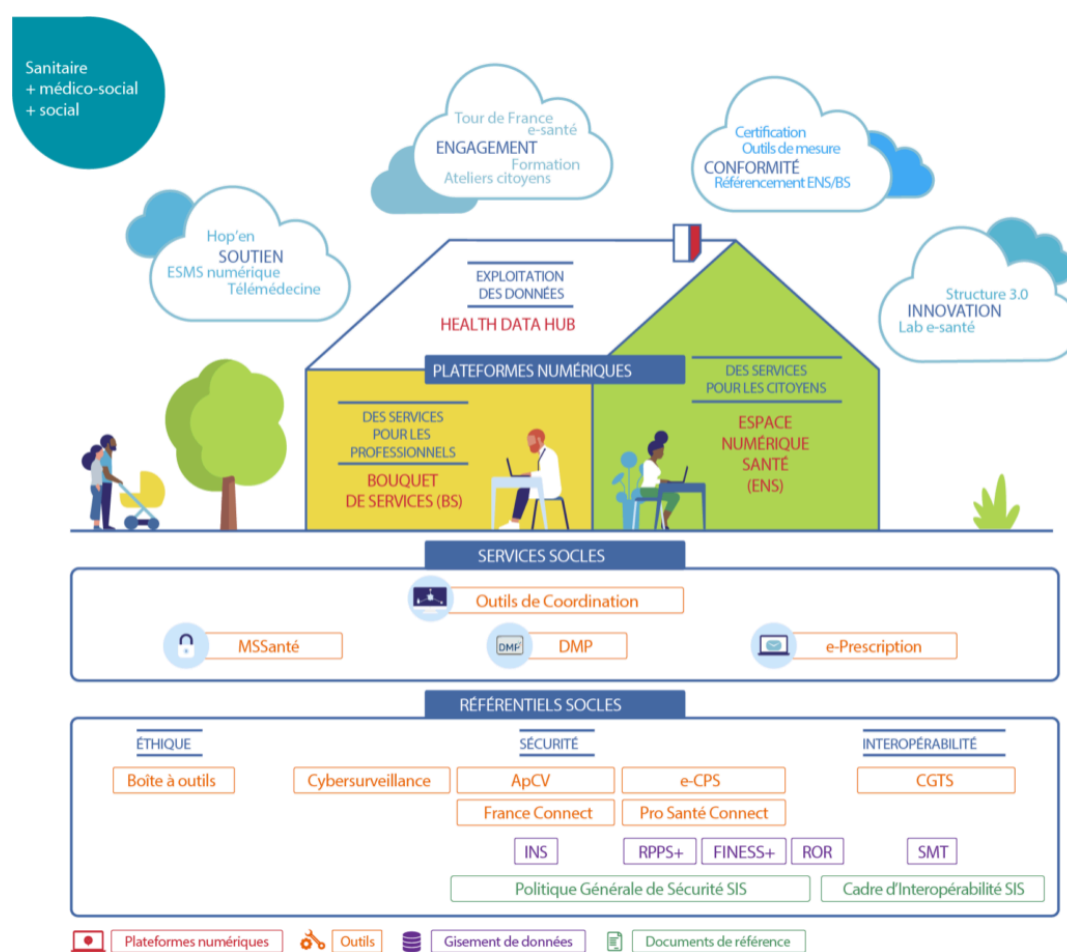 Sanitaire
+ médico-social
+ social
Tour de France
e-santé
ENGAGEMENT
Formation
Ateliers citoyens
Certification
Outils de mesure
CONFORMITÉ
Référencement ENS/BS
Hop'en
SOUTIEN
ESMS numérique
Télémédecine
Structure 3.0
INNOVATION
Lab e-santé
EXPLOITATION
DES DONNÉES
HEALTH DATA HUB
PLATEFORMES NUMÉRIQUES
DES SERVICES
POUR LES
PROFESSIONNELS
BOUQUET
DE SERVICES (BS)
DES SERVICES
POUR LES CITOYENS
ESPACE
NUMÉRIQUE
SANTÉ
(ENS)
SERVICES SOCLES
Outils de Coordination
MSSanté
DMP
DMP
e-Prescription
RÉFÉRENTIELS SOCLES
ÉTHIQUE
SÉCURITÉ
INTEROPÉRABILITÉ
Boîte à outils
Cybersurveillance
ApCV
e-CPS
CGTS
France Connect
Pro Santé Connect
INS
RPPS+
FINESS+
ROR
SMT
Politique Générale de Sécurité SIS
Cadre d'Interopérabilité SIS
Plateformes numériques
Outils
Gisement de données
Documents de référence